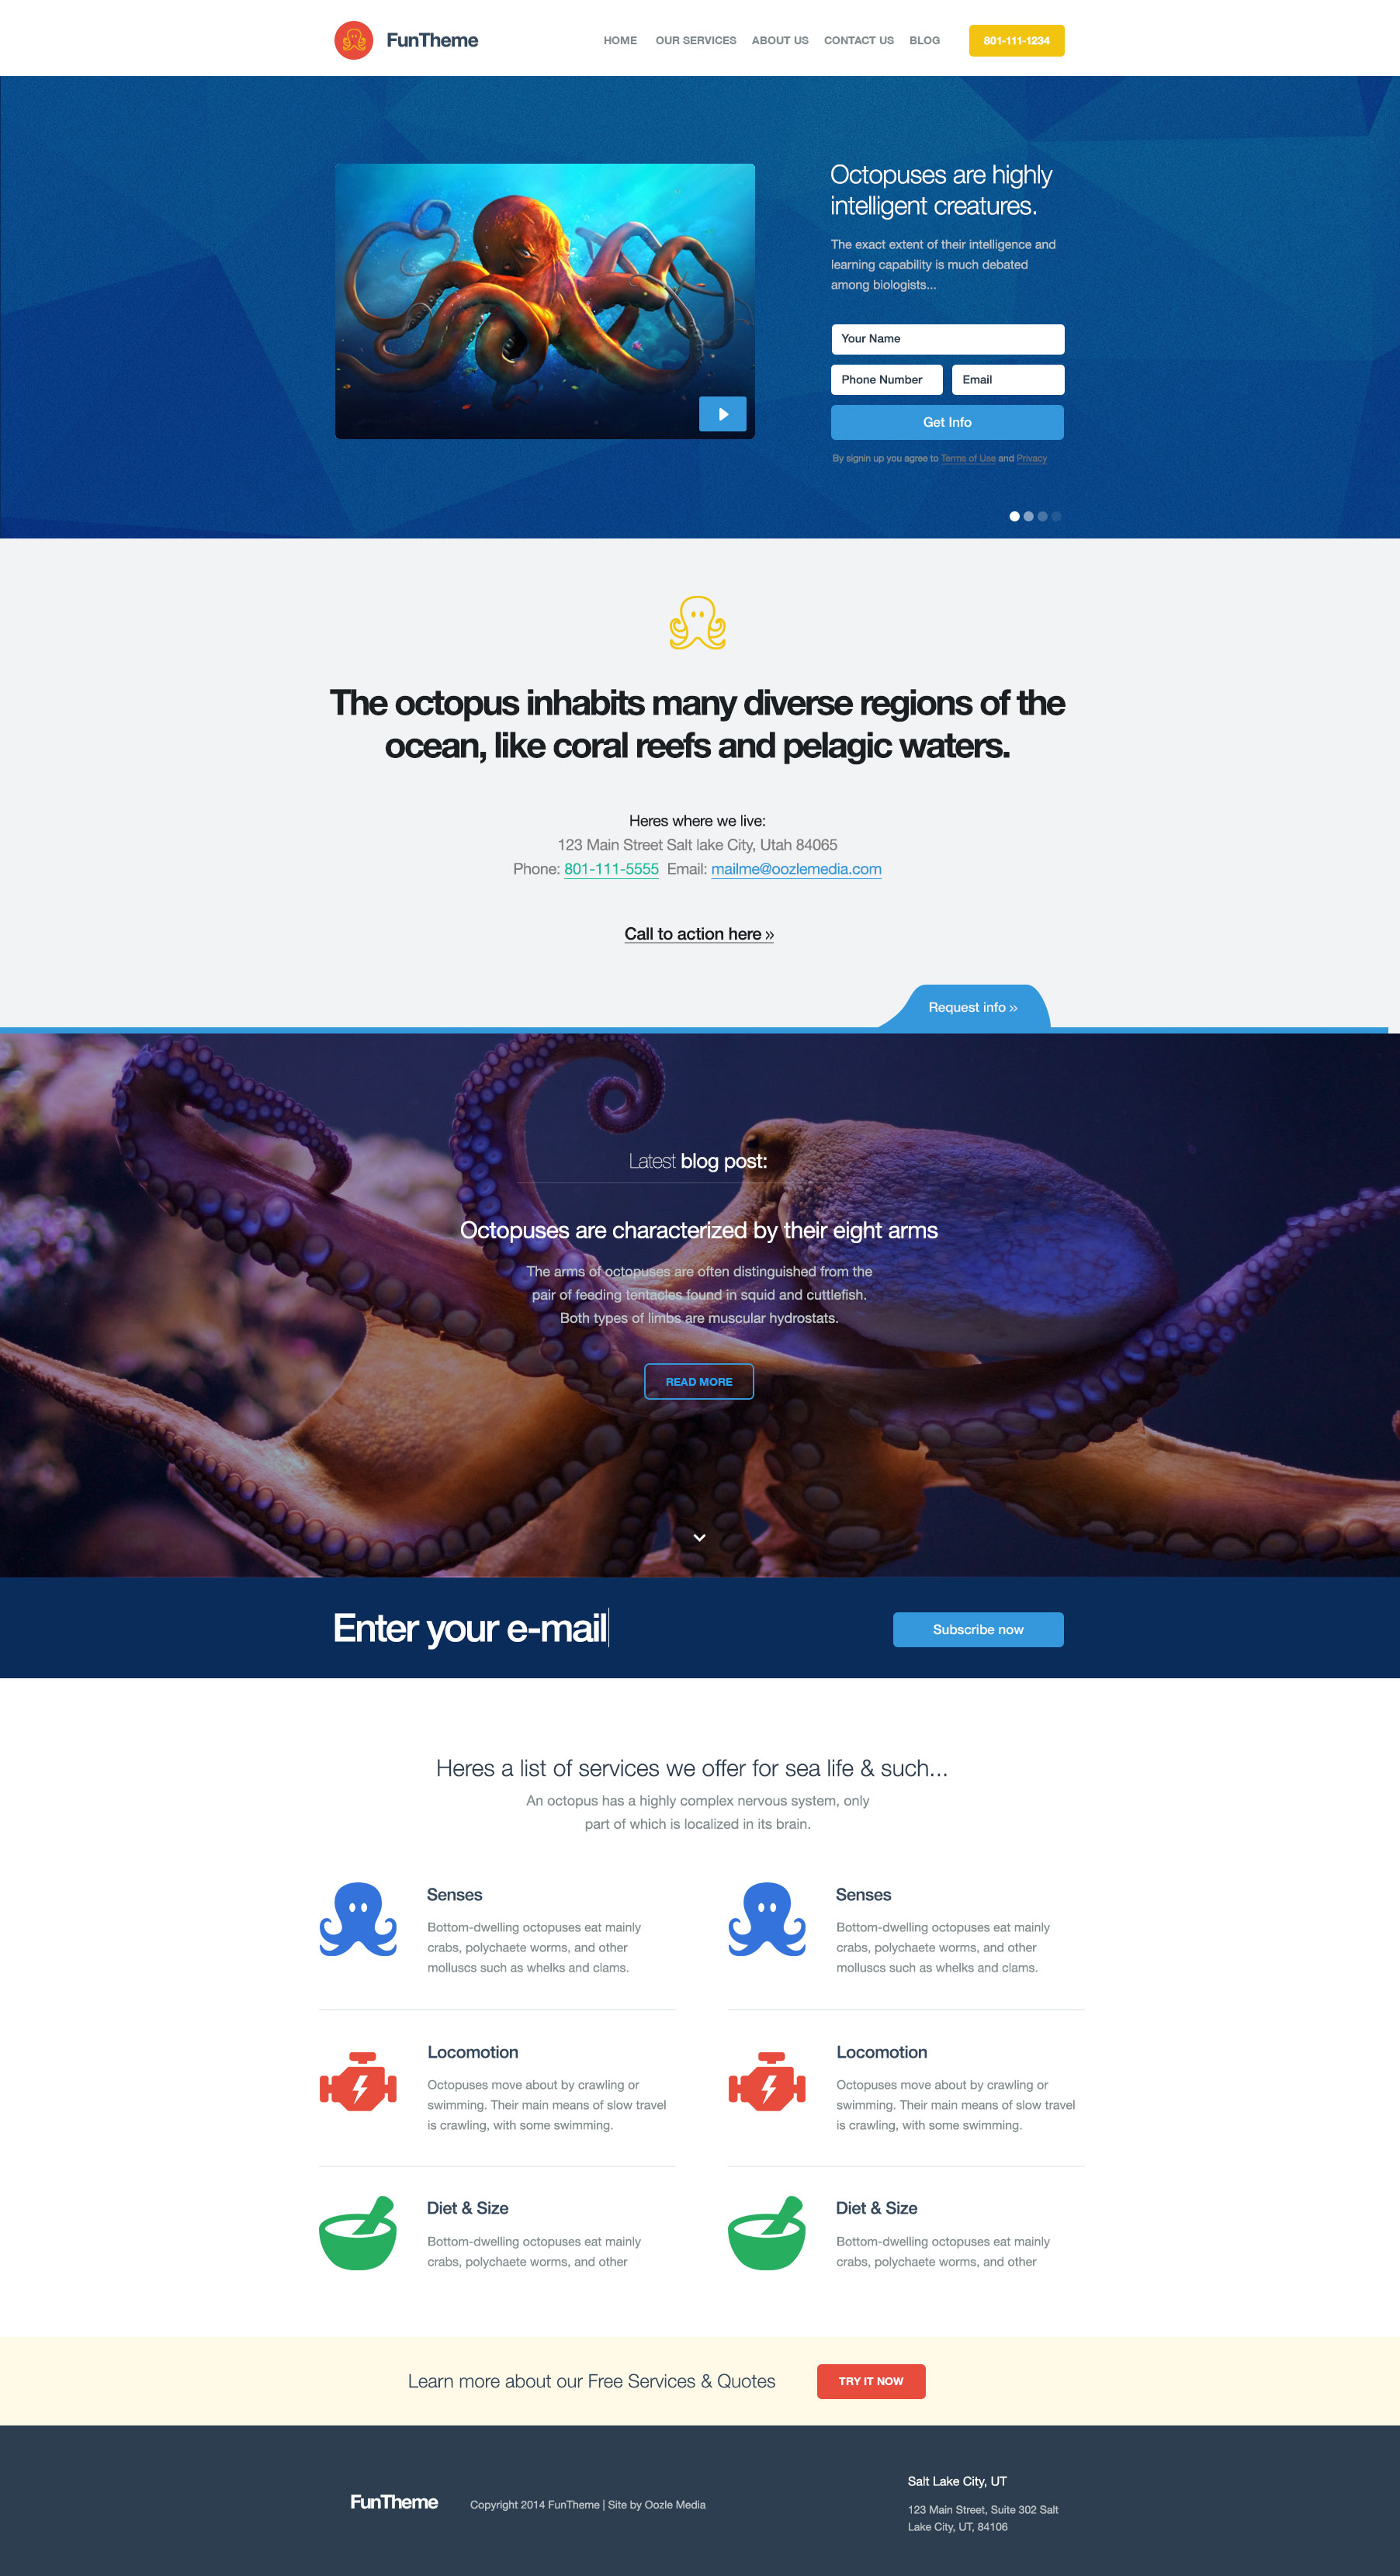 FunTheme
HOME OUR SERVICES ABOUT US CONTACT US BLOG
801-111-1234
Octopuses are highly
intelligent creatures.
The exact extent of their intelligence and
learning capability is much debated
among biologists...
Your Name
Phone Number
Email
Get Info
By signin up you agree to Terms of Use and Privacy
The octopus inhabits many diverse regions of the
ocean, like coral reefs and pelagic waters.
Heres where we live:
123 Main Street Salt lake City, Utah 84065
Phone: 801-111-5555 Email: mailme@oozlemedia.com
Call to action here »
Request info »
Latest blog post:
Octopuses are characterized by their eight arms
The arms of octopuses are often distinguished from the
pair of feeding tentacles found in squid and cuttlefish.
Both types of limbs are muscular hydrostats.
READ MORE
Enter your e-mail
Subscribe now
Heres a list of services we offer for sea life & such...
An octopus has a highly complex nervous system, only
part of which is localized in its brain.
Senses
Bottom-dwelling octopuses eat mainly
crabs, polychaete worms, and other
molluscs such as whelks and clams.
Senses
Bottom-dwelling octopuses eat mainly
crabs, polychaete worms, and other
molluscs such as whelks and clams.
Locomotion
Octopuses move about by crawling or
swimming. Their main means of slow travel
is crawling, with some swimming.
Locomotion
Octopuses move about by crawling or
swimming. Their main means of slow travel
is crawling, with some swimming.
Diet & Size
Bottom-dwelling octopuses eat mainly
crabs, polychaete worms, and other
Diet & Size
Bottom-dwelling octopuses eat mainly
crabs, polychaete worms, and other
Learn more about our Free Services & Quotes
TRY IT NOW
FunTheme
Copyright 2014 FunTheme | Site by Oozle Media
Salt Lake City, UT
123 Main Street, Suite 302 Salt
Lake City, UT, 84106